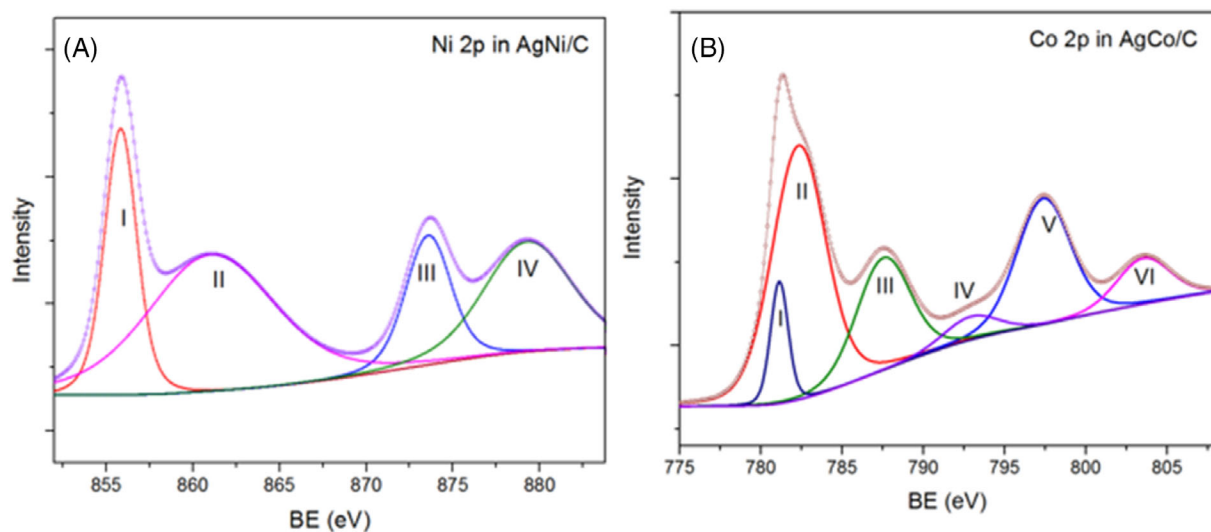 (A)
Ni 2p in AgNi/C
Intensity
I
II
III
IV
855 860 865 870 875 880
BE (eV)
(B)
Co 2p in AgCo/C
Intensity
I
II
III
IV
V
VI
775 780 785 790 795 800 805
BE (eV)